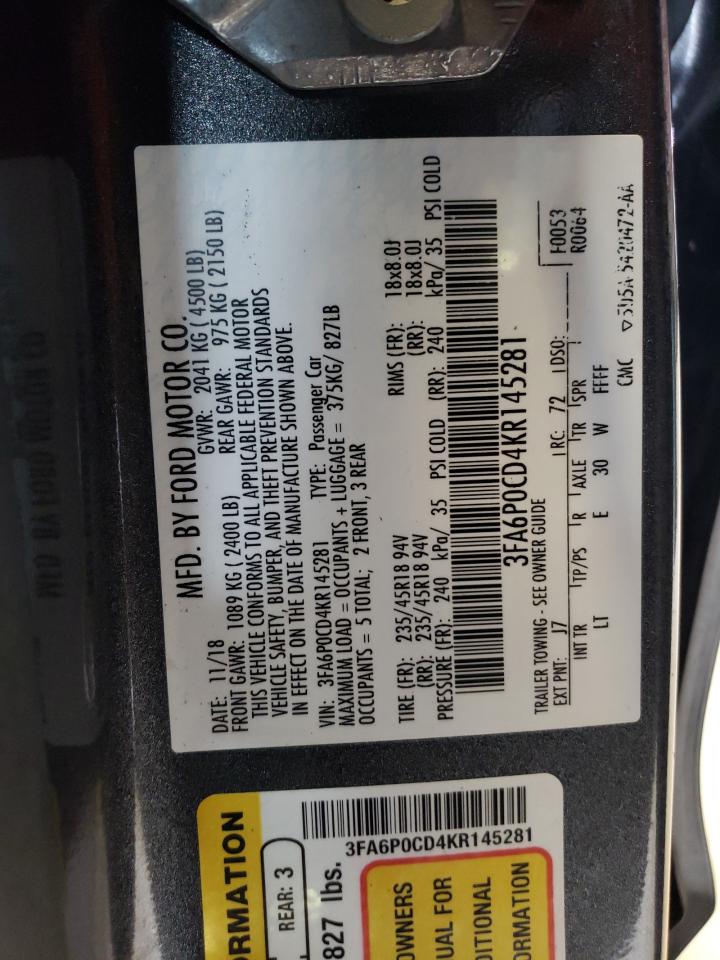 MFD. BY FORD MOTOR CO.
DATE: 11/18 GVWR: 2041 KG ( 4500 LB)
FRONT GAWR: 1089 KG ( 2400 LB) REAR GAWR: 975 KG ( 2150 LB)
THIS VEHICLE CONFORMS TO ALL APPLICABLE FEDERAL MOTOR
VEHICLE SAFETY, BUMPER, AND THEFT PREVENTION STANDARDS
IN EFFECT ON THE DATE OF MANUFACTURE SHOWN ABOVE.
VIN: 3FA6P0CD4KR145281 TYPE: Passenger Car
MAXIMUM LOAD = OCCUPANTS + LUGGAGE = 375KG/ 827LB
OCCUPANTS = 5 TOTAL; 2 FRONT, 3 REAR
TIRE (FR): 235/45R18 94V RIMS (FR): 18x8.0J
(RR): 235/45R18 94V (RR): 18x8.0J
PRESSURE (FR): 240 kPa/ 35 PSI COLD (RR): 240 kPa/ 35 PSI COLD
3FA6P0CD4KR145281
TRAILER TOWING - SEE OWNER GUIDE
EXT PNT: J7 RC: 72 DSO: F0053
R0064
INT TR TP/PS R AXLE TR SPR
LT E 30 W FFFF
CMC
ORMATION
REAR: 3
827 lbs.
3FA6P0CD4KR145281
OWNERS
UAL FOR
DITIONAL
ORMATION